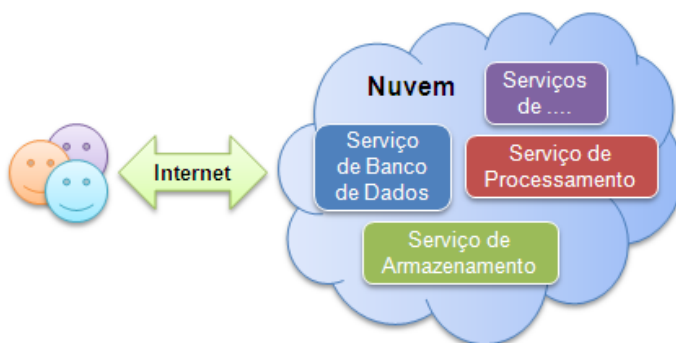 Nuvem
Serviços
de ....
Serviço
de Banco
de Dados
Serviço de
Processamento
Internet
Serviço de
Armazenamento